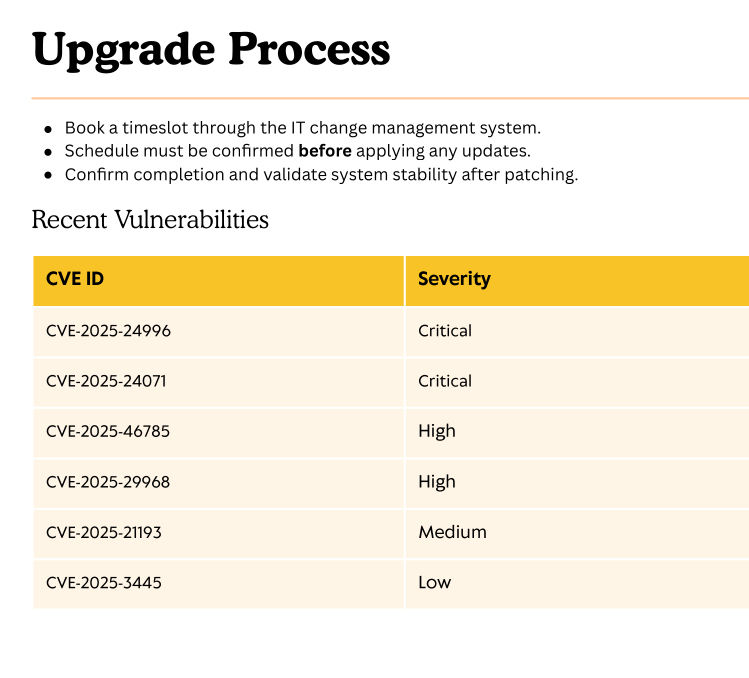 Upgrade Process
● Book a timeslot through the IT change management system.
● Schedule must be confirmed before applying any updates.
● Confirm completion and validate system stability after patching.
Recent Vulnerabilities
CVE ID Severity
CVE-2025-24996 Critical
CVE-2025-24071 Critical
CVE-2025-46785 High
CVE-2025-29968 High
CVE-2025-21193 Medium
CVE-2025-3445 Low